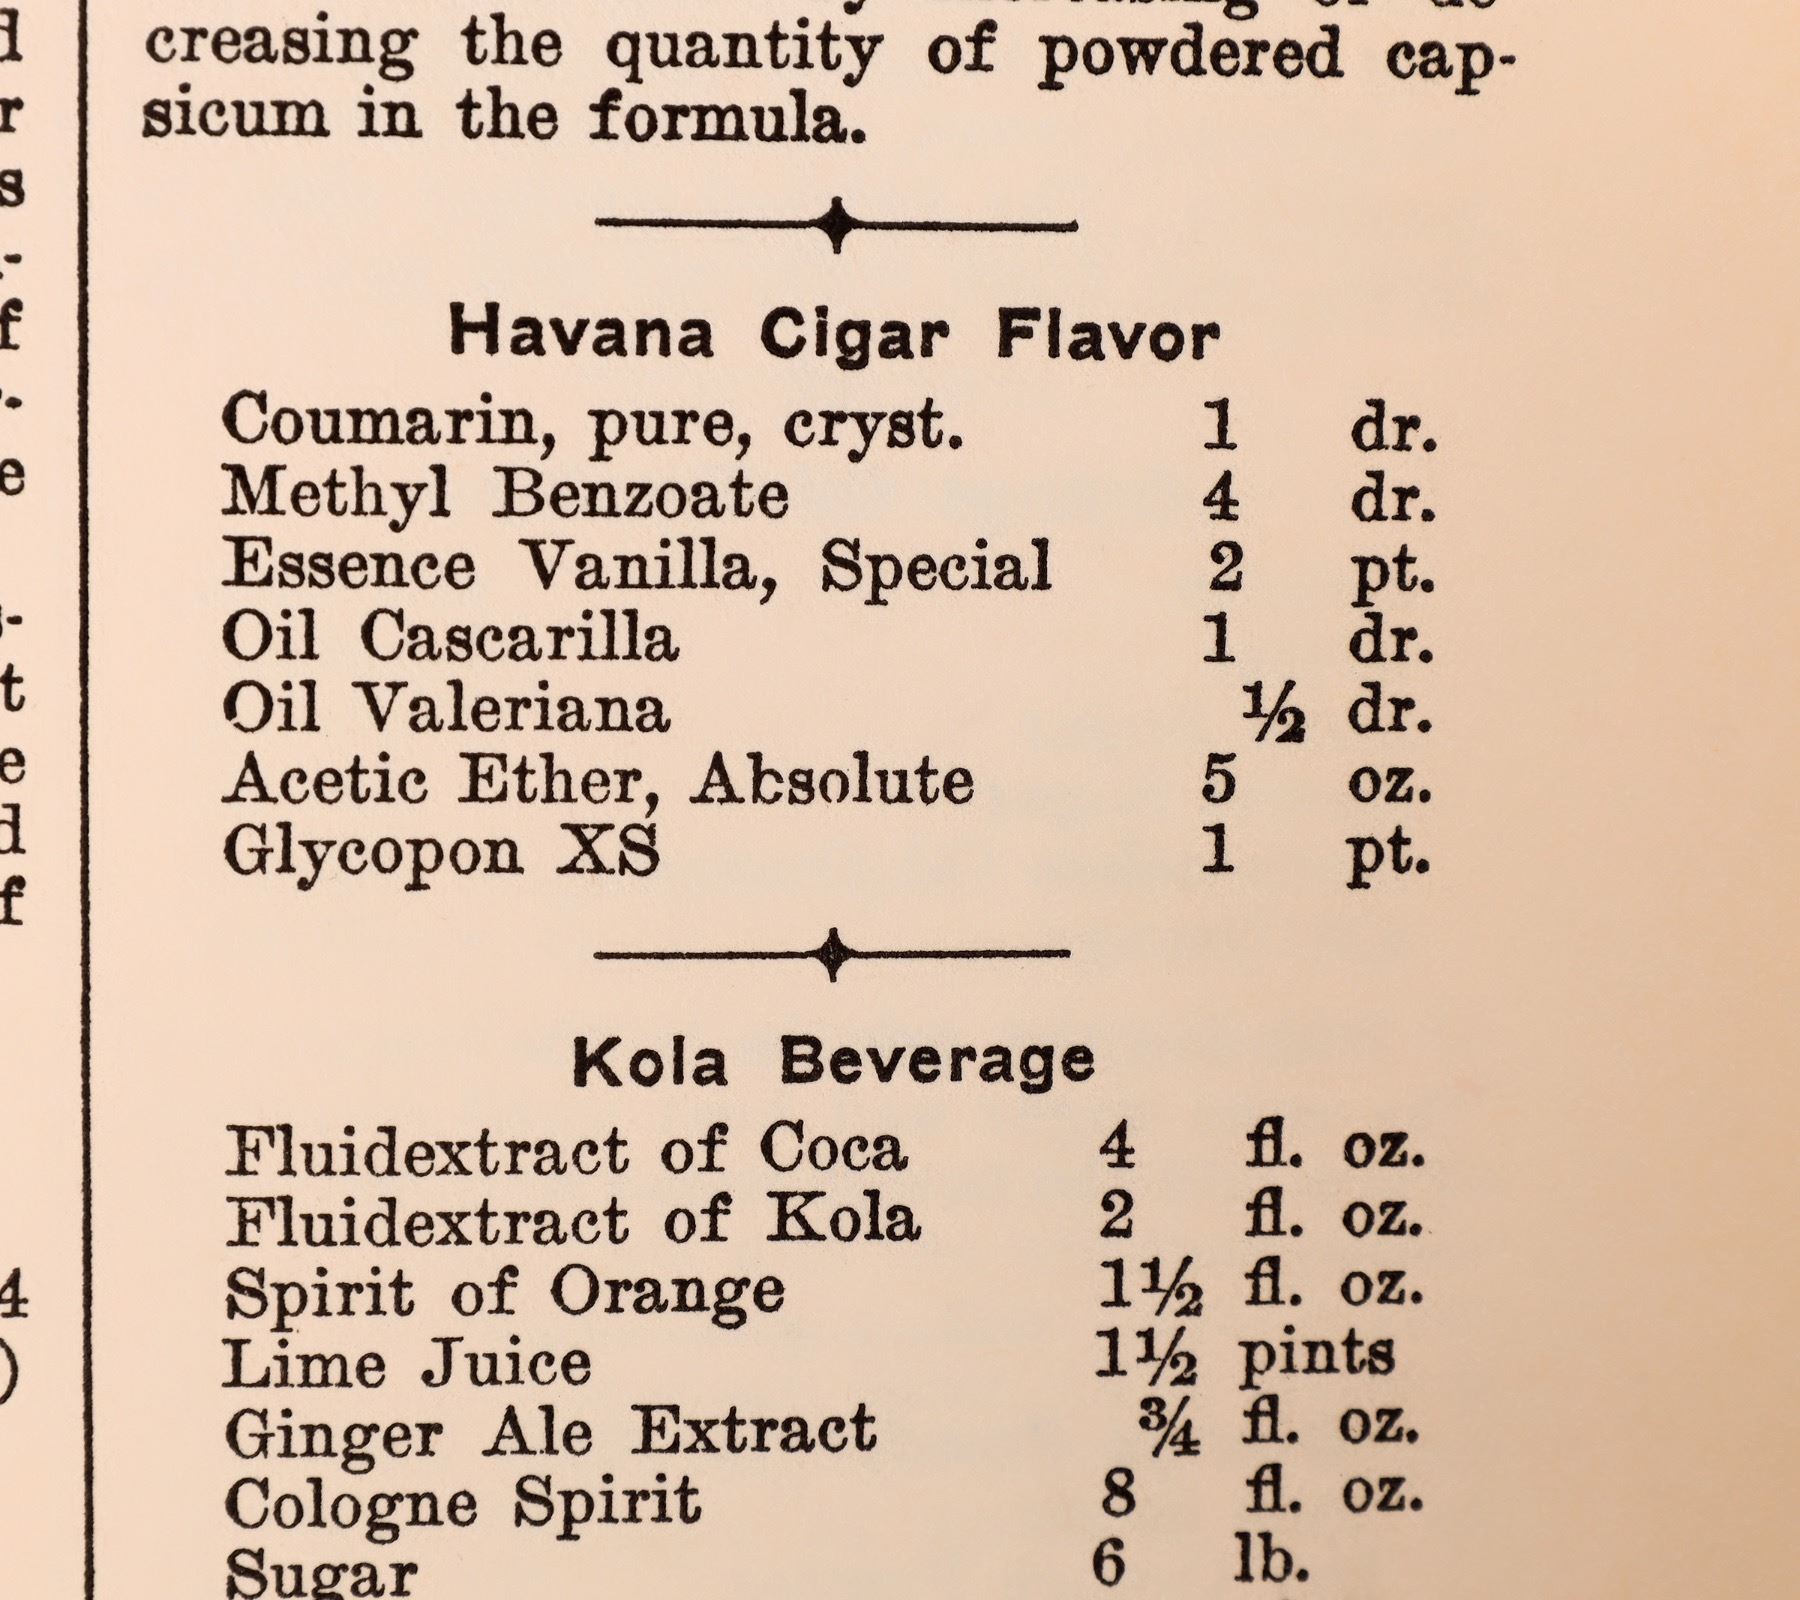 creasing the quantity of powdered cap-
sicum in the formula.
Havana Cigar Flavor
Coumarin, pure, cryst. 1 dr.
Methyl Benzoate 4 dr.
Essence Vanilla, Special 2 pt.
Oil Cascarilla 1 dr.
Oil Valeriana ½ dr.
Acetic Ether, Absolute 5 oz.
Glycopon XS 1 pt.
Kola Beverage
Fluidextract of Coca 4 fl. oz.
Fluidextract of Kola 2 fl. oz.
Spirit of Orange 1½ fl. oz.
Lime Juice 1½ pints
Ginger Ale Extract ¾ fl. oz.
Cologne Spirit 8 fl. oz.
Sugar 6 lb.